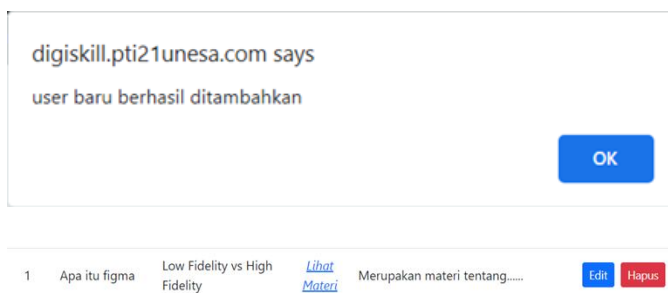 digiskill.pti21unesa.com says
user baru berhasil ditambahkan
OK
1 Apa itu figma Low Fidelity vs High Fidelity Lihat Materi Merupakan materi tentang...... Edit Hapus